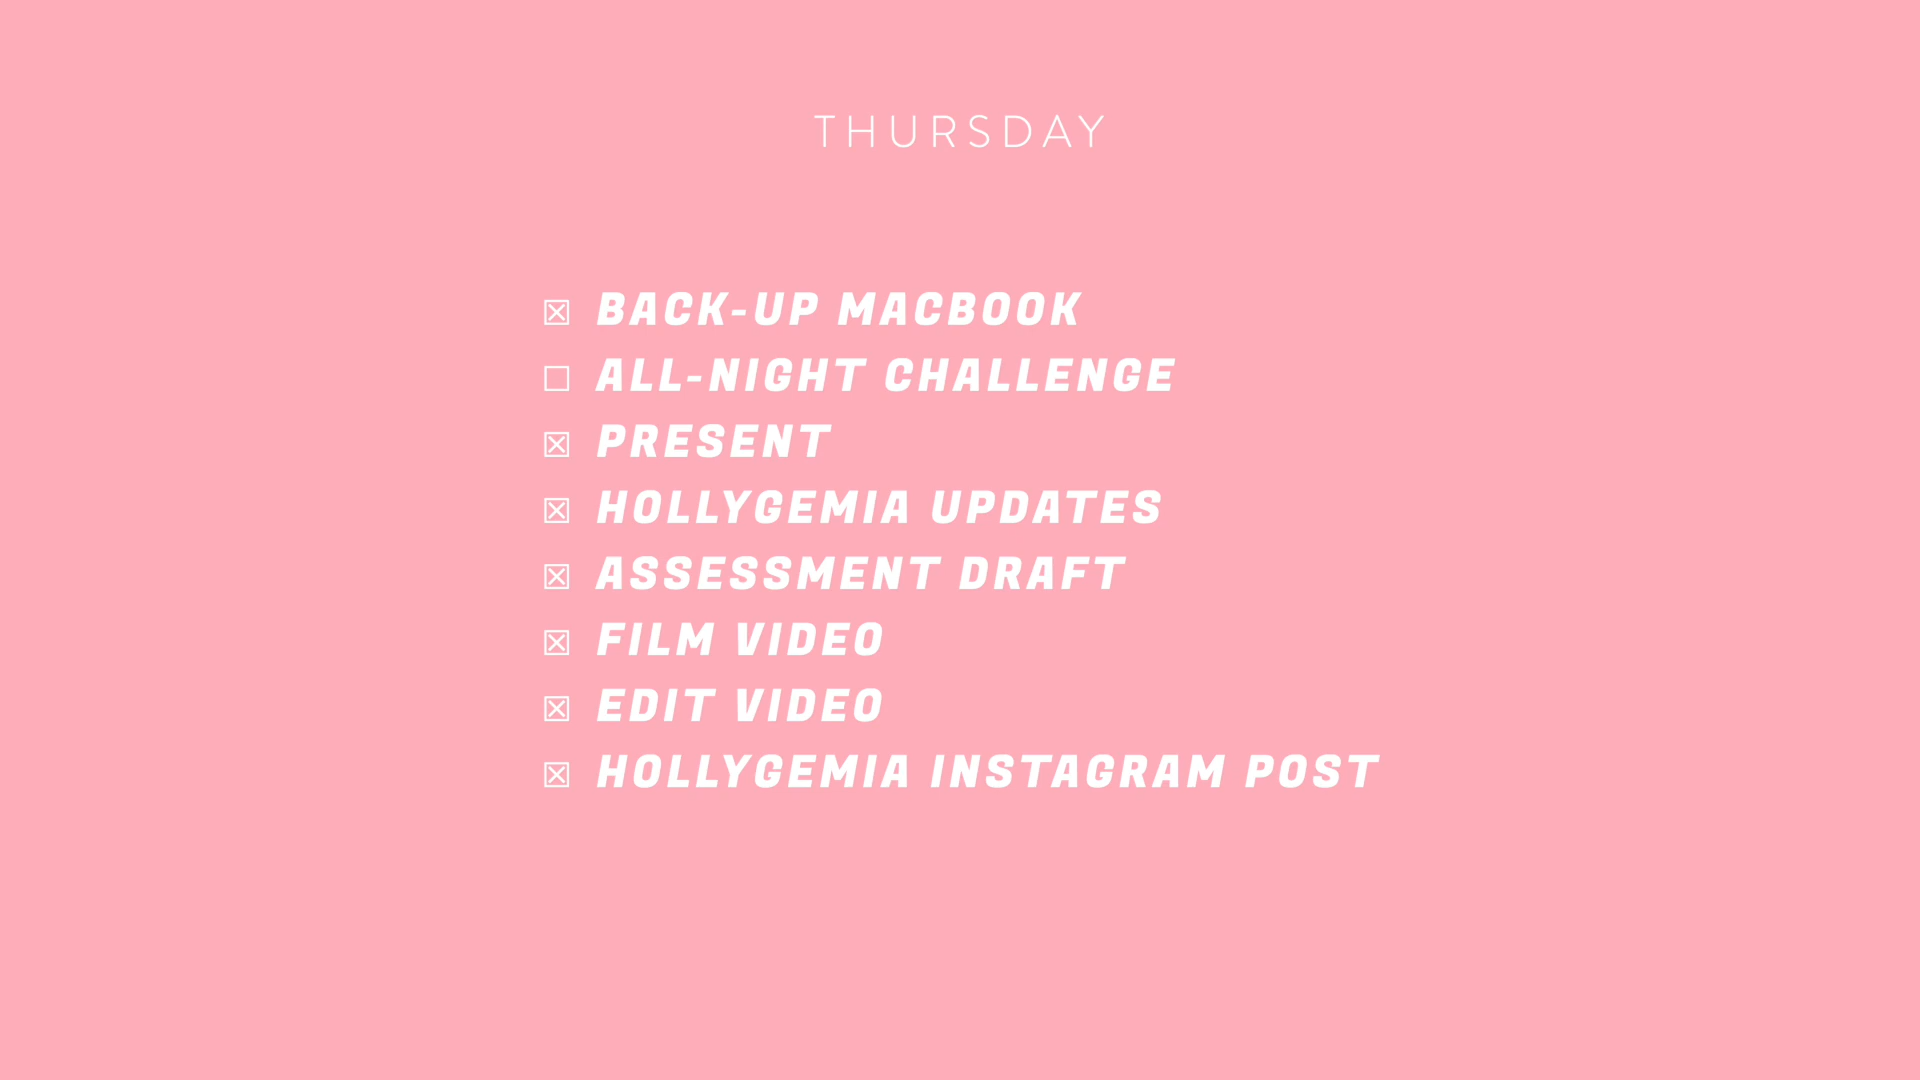 THURSDAY
☒ BACK-UP MACBOOK
☐ ALL-NIGHT CHALLENGE
☒ PRESENT
☒ HOLLYGEMIA UPDATES
☒ ASSESSMENT DRAFT
☒ FILM VIDEO
☒ EDIT VIDEO
☒ HOLLYGEMIA INSTAGRAM POST